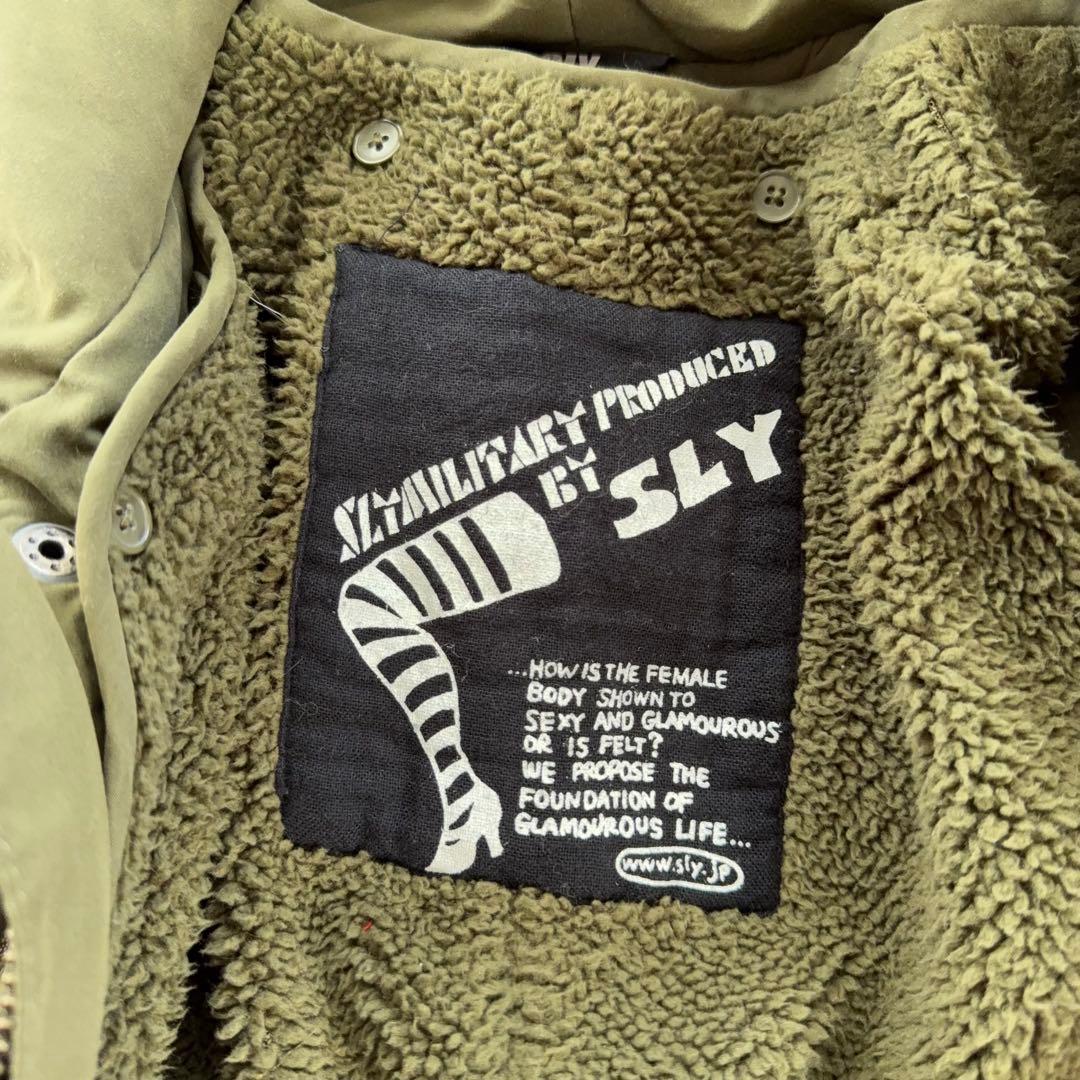 SLYMILITARY PRODUCED
BY SLY
...HOW IS THE FEMALE
BODY SHOWN TO
SEXY AND GLAMOUROUS
OR IS FELT?
WE PROPOSE THE
FOUNDATION OF
GLAMOUROUS LIFE...
www.sly.jp